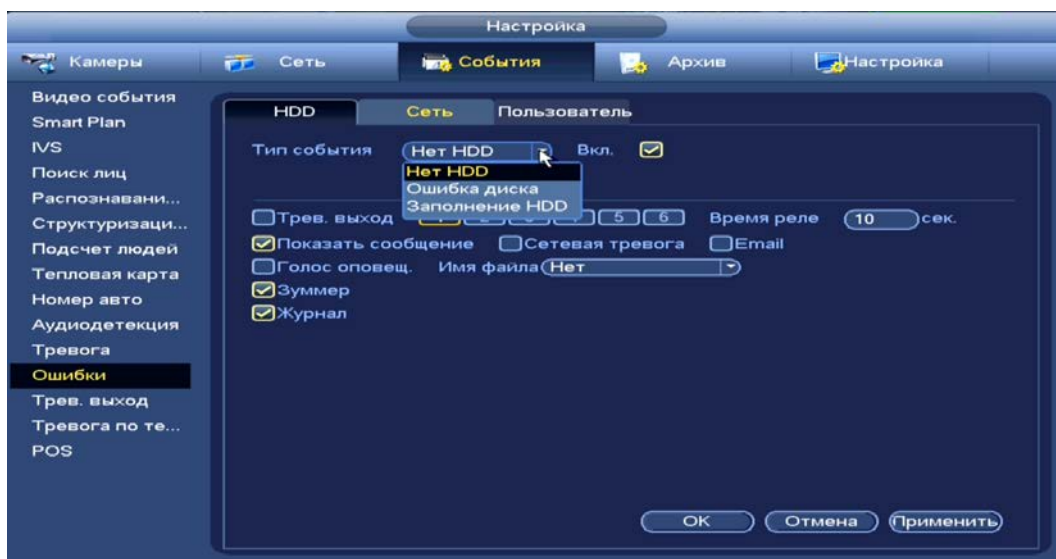 Настройка
Камеры Сеть События Архив Настройка
Видео события
Smart Plan
IVS
Поиск лиц
Распознавани...
Структуризаци...
Подсчет людей
Тепловая карта
Номер авто
Аудиодетекция
Тревога
Ошибки
Трев. выход
Тревога по те...
POS
HDD Сеть Пользователь
Тип события Нет HDD Вкл.
Нет HDD
Ошибка диска
Заполнение HDD
Трев. выход 5 6 Время реле 10 сек.
Показать сообщение Сетевая тревога Email
Голос оповещ. Имя файла Нет
Зуммер
Журнал
OK Отмена Применить